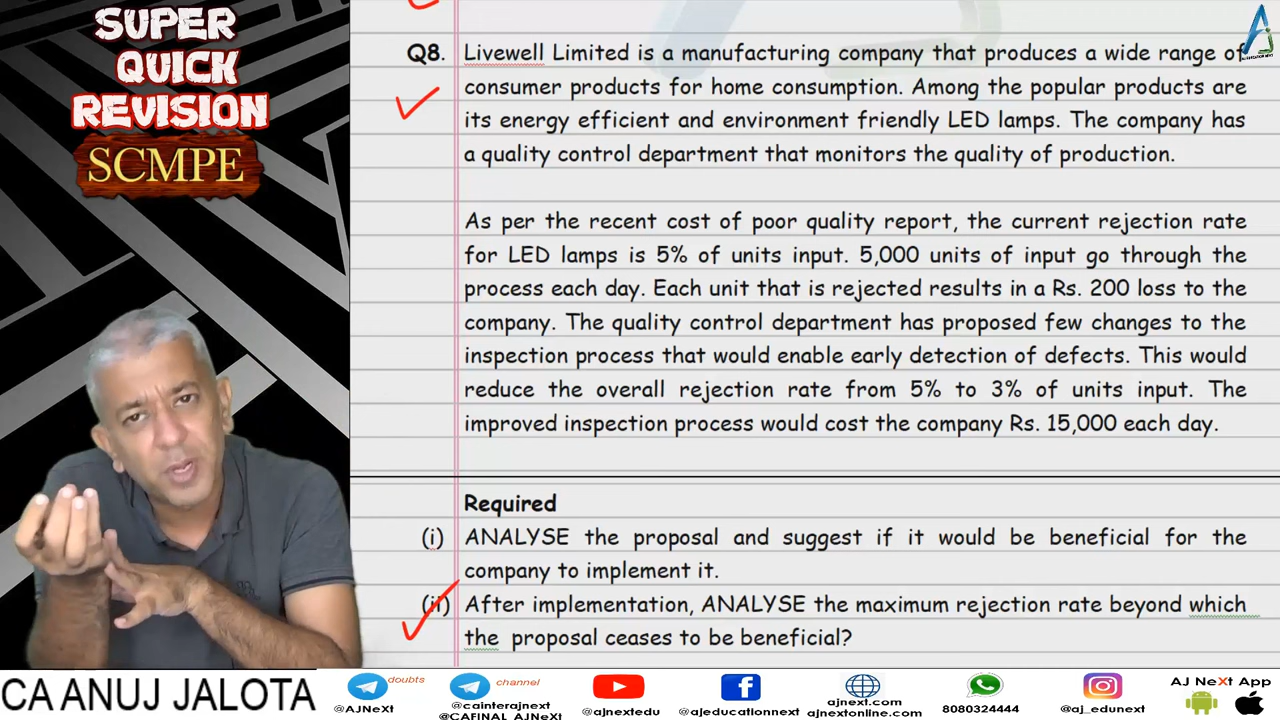 SUPER
QUICK
REVISION
SCMPE
Q8. Livewell Limited is a manufacturing company that produces a wide range of
consumer products for home consumption. Among the popular products are
its energy efficient and environment friendly LED lamps. The company has
a quality control department that monitors the quality of production.
As per the recent cost of poor quality report, the current rejection rate
for LED lamps is 5% of units input. 5,000 units of input go through the
process each day. Each unit that is rejected results in a Rs. 200 loss to the
company. The quality control department has proposed few changes to the
inspection process that would enable early detection of defects. This would
reduce the overall rejection rate from 5% to 3% of units input. The
improved inspection process would cost the company Rs. 15,000 each day.
Required
(i) ANALYSE the proposal and suggest if it would be beneficial for the
company to implement it.
(ii) After implementation, ANALYSE the maximum rejection rate beyond which
the proposal ceases to be beneficial?
CA ANUJ JALOTA
doubts
@AJNeXt
channel
@cainterajnext
@CAFINAL_AJNeXt
@ajnextedu
@ajeducationnext
ajnext.com
ajnextonline.com
8080324444
@aj_edunext
AJ NeXt App